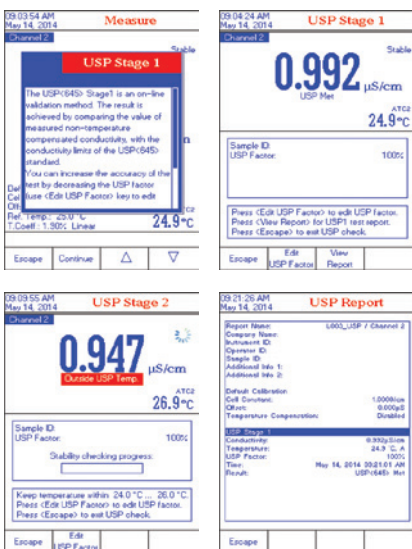 09:03:54 AM
May 14, 2014
Measure
Channel 2
Stable
USP Stage 1
The USP<645> Stage1 is an on-line
validation method. The result is
achieved by comparing the value of
measured non-temperature
compensated conductivity, with the
conductivity limits of the USP<645>
standard.
You can increase the accuracy of the
test by decreasing the USP factor
(use <Edit USP Factor> key to edit
Ref. Temp.: 25.0 °C
T.Coeff.: 1.90% Linear
24.9°C
Escape Continue
09:04:24 AM
May 14, 2014
USP Stage 1
Channel 2
Stable
0.992 µS/cm
USP Met
ATC2
24.9°C
Sample ID:
USP Factor: 100%
Press <Edit USP Factor> to edit USP factor.
Press <View Report> for USP1 test report.
Press <Escape> to exit USP check.
Escape
Edit
USP Factor
View
Report
09:09:55 AM
May 14, 2014
USP Stage 2
Channel 2
0.947 µS/cm
Outside USP Temp.
ATC2
26.9°C
Sample ID:
USP Factor: 100%
Stability checking progress:
Keep temperature within 24.0 °C ... 26.0 °C.
Press <Edit USP Factor> to edit USP factor.
Press <Escape> to exit USP check.
Escape
Edit
USP Factor
09:21:26 AM
May 14, 2014
USP Report
Report Name: L003_USP / Channel 2
Company Name:
Instrument ID:
Operator ID:
Sample ID:
Additional Info 1:
Additional Info 2:
Default Calibration
Cell Constant: 1.0000/cm
Offset: 0.000µS
Temperature Compensation: Disabled
USP Stage 1
Conductivity: 0.992µS/cm
Temperature: 24.9 °C, A
USP Factor: 100%
Time: May 14, 2014 09:21:01 AM
Result: USP<645> Met
Escape